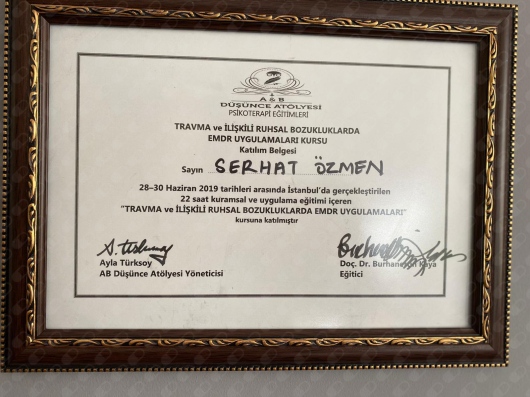 A & B
DÜŞÜNCE ATÖLYESİ
PSİKOTERAPİ EĞİTİMLERİ
TRAVMA ve İLİŞKİLİ RUHSAL BOZUKLUKLARDA
EMDR UYGULAMALARI KURSU
Katılım Belgesi
Sayın SERHAT ÖZMEN
28-30 Haziran 2019 tarihleri arasında İstanbul'da gerçekleştirilen
22 saat kuramsal ve uygulama eğitimi içeren
"TRAVMA ve İLİŞKİLİ RUHSAL BOZUKLUKLARDA EMDR UYGULAMALARI"
kursuna katılmıştır
Ayla Türksoy
AB Düşünce Atölyesi Yöneticisi
Doç. Dr. Burhanettin Kaya
Eğitici